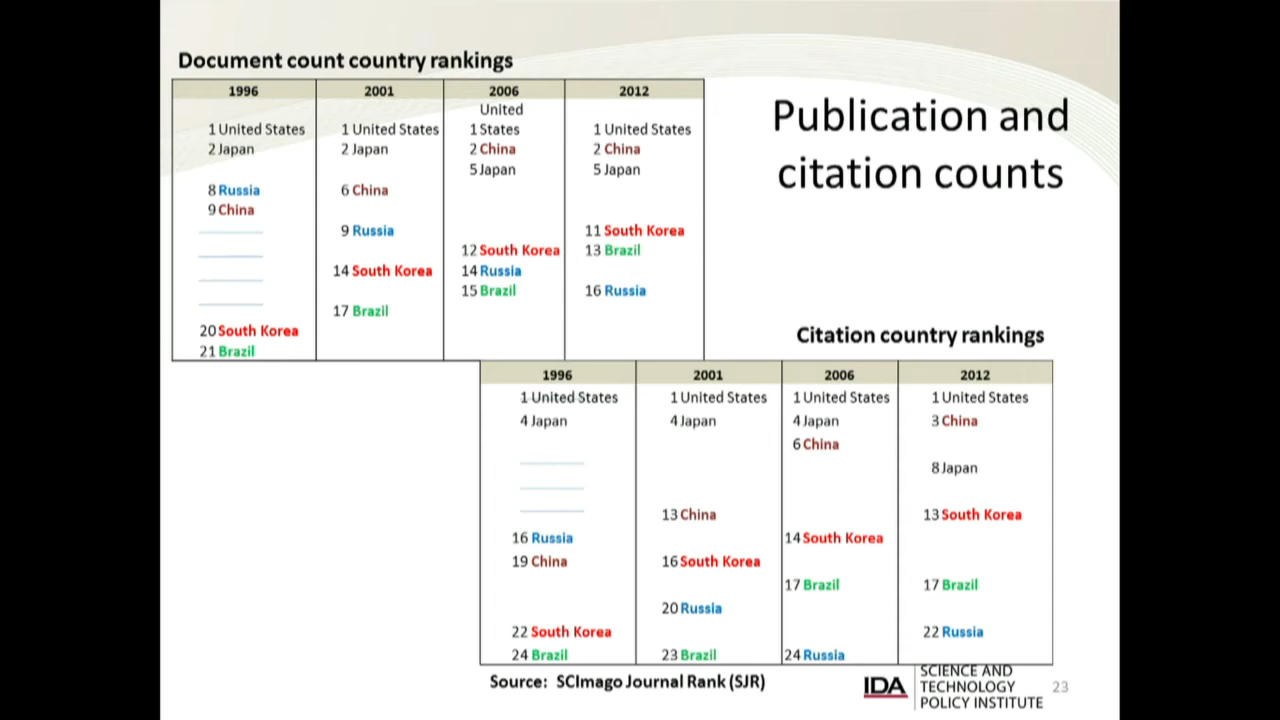 Document count country rankings
1996 2001 2006 2012
United
1 United States 1 United States 1 States 1 United States
2 Japan 2 Japan 2 China 2 China
5 Japan 5 Japan
8 Russia 6 China
9 China
9 Russia 11 South Korea
12 South Korea 13 Brazil
14 South Korea 14 Russia
15 Brazil 16 Russia
17 Brazil
20 South Korea
21 Brazil
Publication and
citation counts
Citation country rankings
1996 2001 2006 2012
1 United States 1 United States 1 United States 1 United States
4 Japan 4 Japan 4 Japan 3 China
6 China
8 Japan
13 China 13 South Korea
16 Russia 14 South Korea
19 China 16 South Korea
17 Brazil 17 Brazil
20 Russia
22 South Korea 22 Russia
24 Brazil 23 Brazil 24 Russia
Source: SCImago Journal Rank (SJR)
IDA
SCIENCE AND
TECHNOLOGY
POLICY INSTITUTE
23